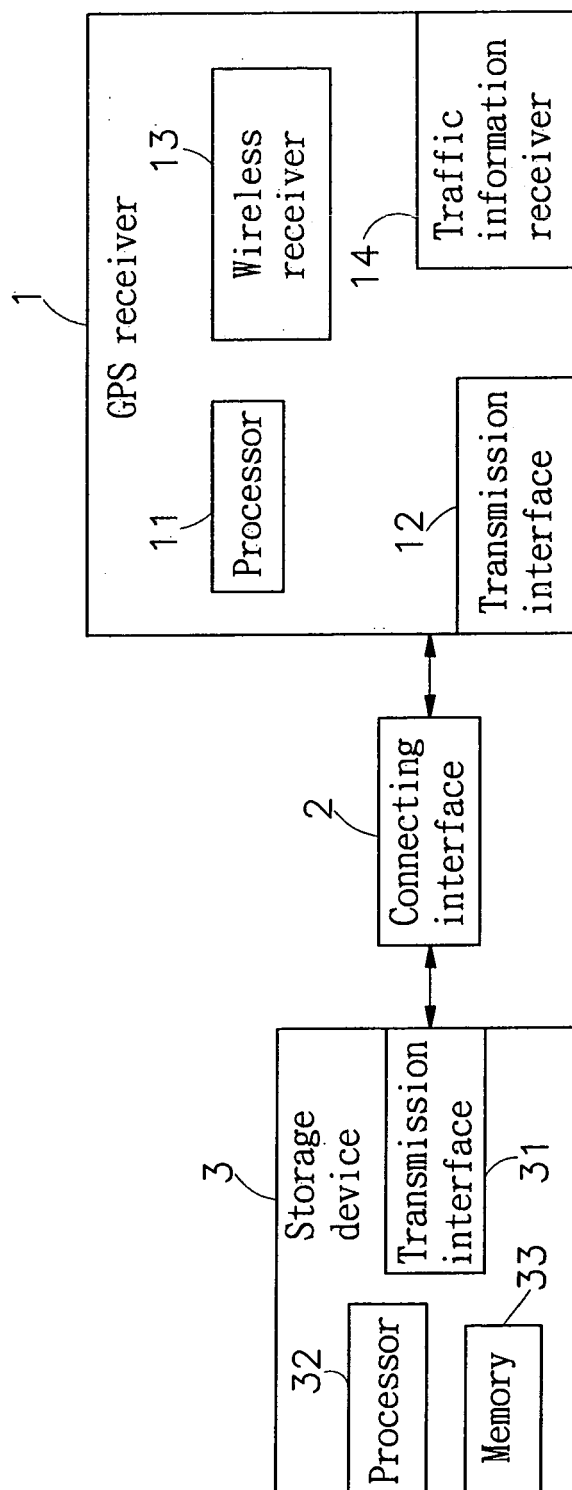 1
GPS receiver
11
Processor
13
Wireless
receiver
12
Transmission
interface
14
Traffic
information
receiver
2
Connecting
interface
3
Storage
device
32
Processor
Transmission
interface
31
33
Memory